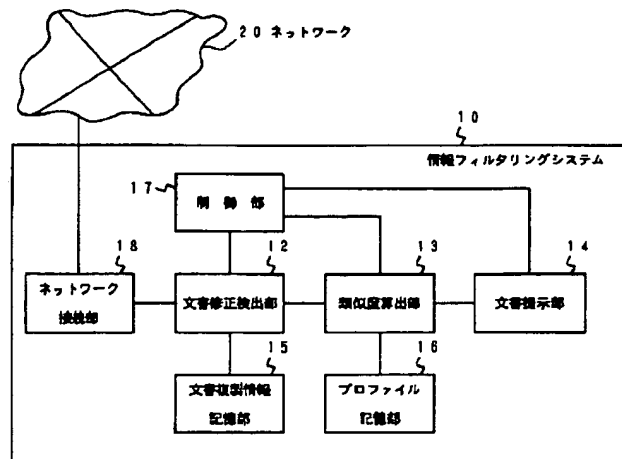 20 ネットワーク
10
情報フィルタリングシステム
17
制 御 部
18
12
13
14
ネットワーク
接続部
文書修正検出部
類似度算出部
文書提示部
15
16
文書複製情報
記憶部
プロファイル
記憶部